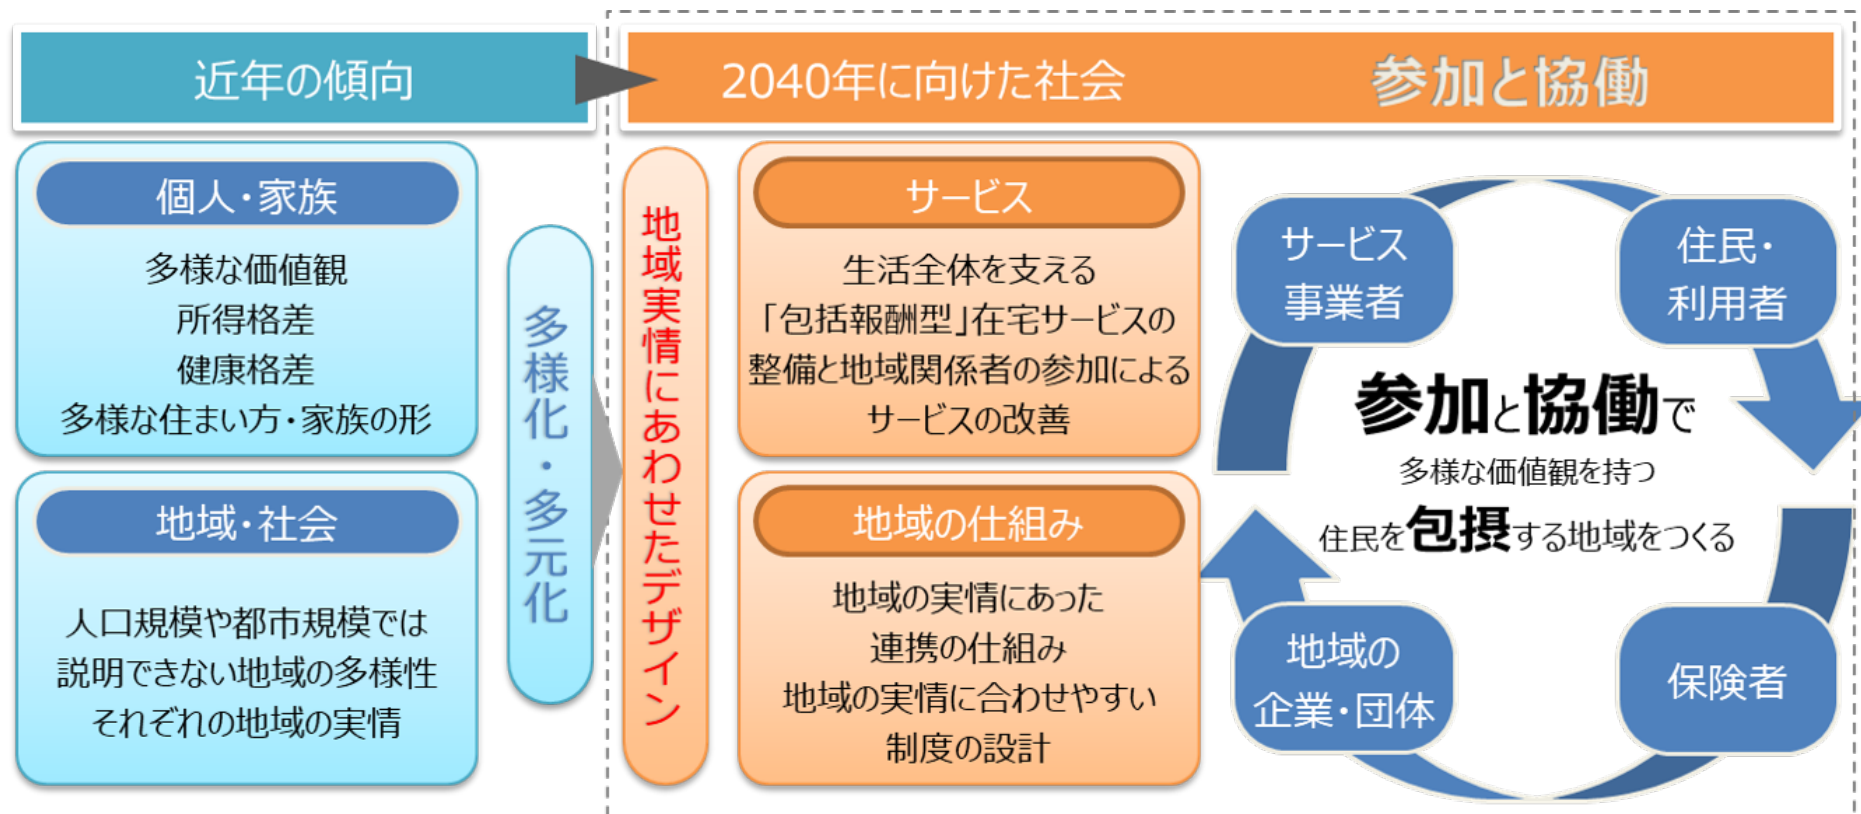 近年の傾向
2040年に向けた社会
参加と協働
個人・家族
多様な価値観
所得格差
健康格差
多様な住まい方・家族の形
地域・社会
人口規模や都市規模では
説明できない地域の多様性
それぞれの地域の実情
多様化・多元化
地域実情にあわせたデザイン
サービス
生活全体を支える
「包括報酬型」在宅サービスの
整備と地域関係者の参加による
サービスの改善
地域の仕組み
地域の実情にあった
連携の仕組み
地域の実情に合わせやすい
制度の設計
サービス
事業者
住民・
利用者
参加と協働で
多様な価値観を持つ
住民を包摂する地域をつくる
地域の
企業・団体
保険者